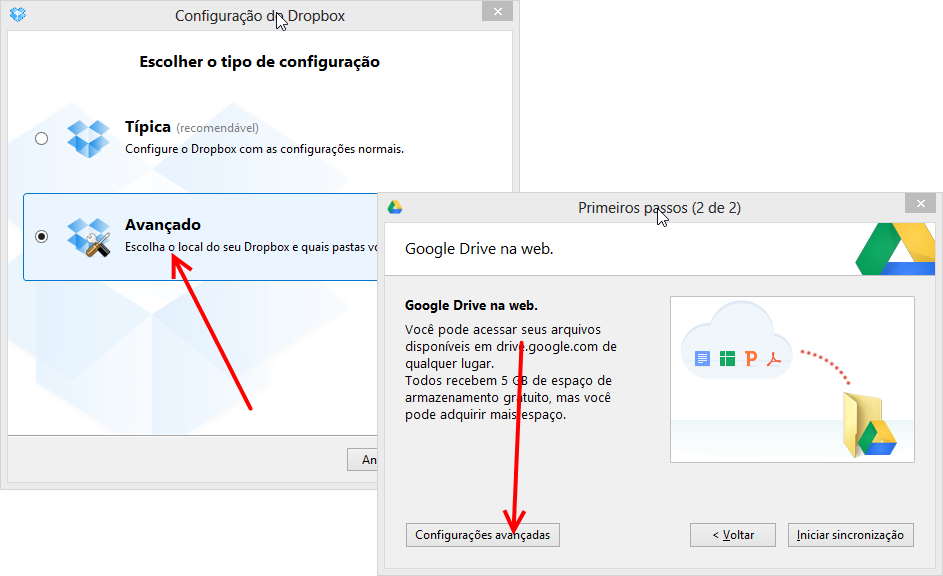 Configuração do Dropbox
Escolher o tipo de configuração
Típica (recomendável)
Configure o Dropbox com as configurações normais.
Avançado
Escolha o local do seu Dropbox e quais pastas
An
Primeiros passos (2 de 2)
Google Drive na web.
Google Drive na web.
Você pode acessar seus arquivos
disponíveis em drive.google.com de
qualquer lugar.
Todos recebem 5 GB de espaço de
armazenamento gratuito, mas você
pode adquirir mais espaço.
Configurações avançadas
< Voltar
Iniciar sincronização